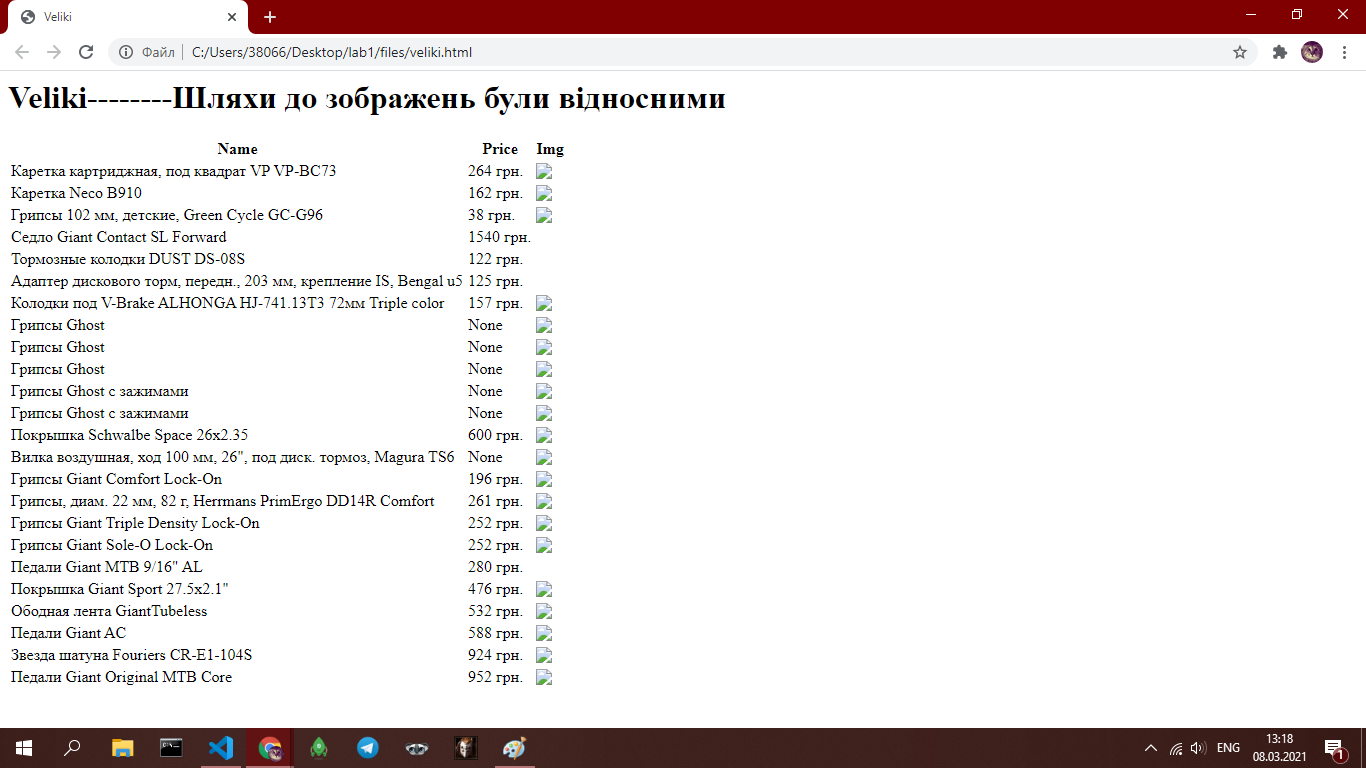 Veliki
Файл C:/Users/38066/Desktop/lab1/files/veliki.html
Veliki--------Шляхи до зображень були відносними
Name Price Img
Каретка картриджная, под квадрат VP VP-BC73 264 грн.
Каретка Neco B910 162 грн.
Грипсы 102 мм, детские, Green Cycle GC-G96 38 грн.
Седло Giant Contact SL Forward 1540 грн.
Тормозные колодки DUST DS-08S 122 грн.
Адаптер дискового торм, передн., 203 мм, крепление IS, Bengal u5 125 грн.
Колодки под V-Brake ALHONGA HJ-741.13T3 72мм Triple color 157 грн.
Грипсы Ghost None
Грипсы Ghost None
Грипсы Ghost None
Грипсы Ghost с зажимами None
Грипсы Ghost с зажимами None
Покрышка Schwalbe Space 26x2.35 600 грн.
Вилка воздушная, ход 100 мм, 26", под диск. тормоз, Magura TS6 None
Грипсы Giant Comfort Lock-On 196 грн.
Грипсы, диам. 22 мм, 82 г, Herrmans PrimErgo DD14R Comfort 261 грн.
Грипсы Giant Triple Density Lock-On 252 грн.
Грипсы Giant Sole-O Lock-On 252 грн.
Педали Giant MTB 9/16" AL 280 грн.
Покрышка Giant Sport 27.5x2.1" 476 грн.
Ободная лента GiantTubeless 532 грн.
Педали Giant AC 588 грн.
Звезда шатуна Fouriers CR-E1-104S 924 грн.
Педали Giant Original MTB Core 952 грн.
ENG
13:18
08.03.2021
1